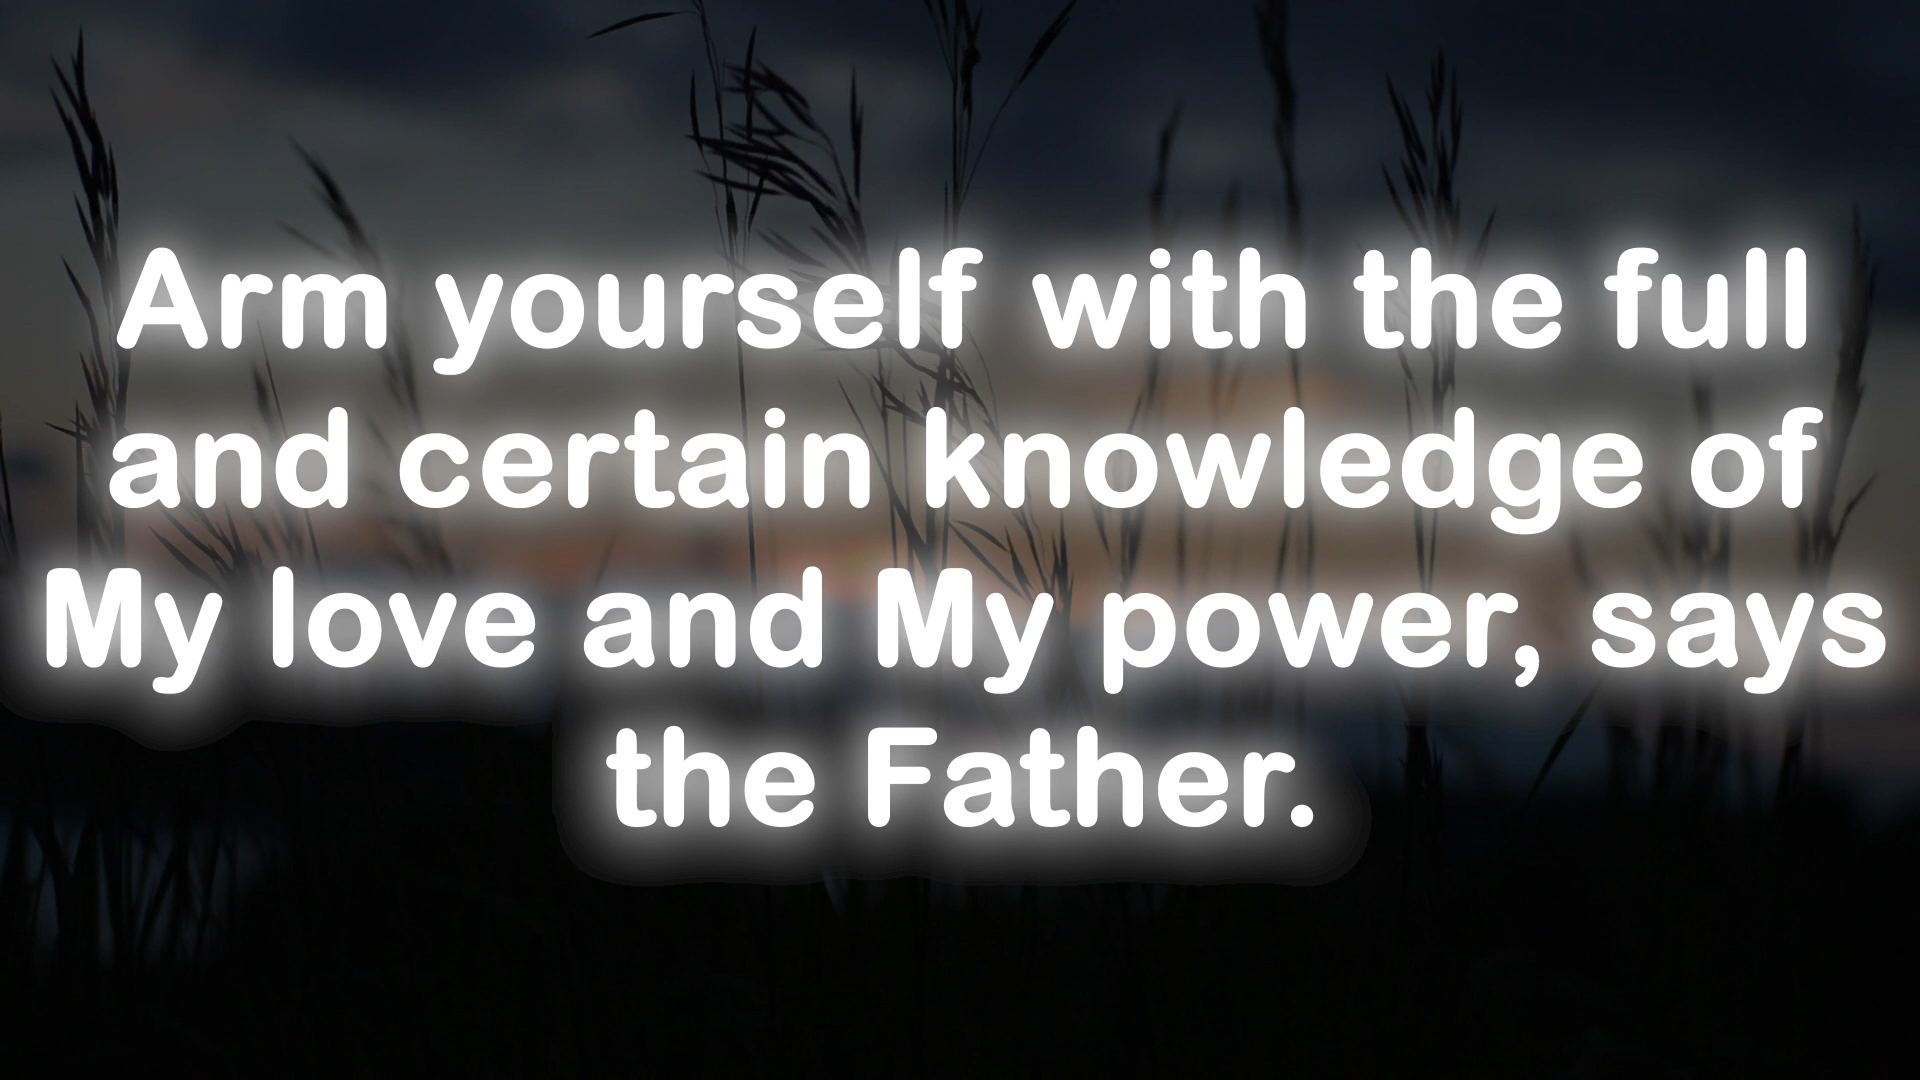 Arm yourself with the full
and certain knowledge of
My love and My power, says
the Father.